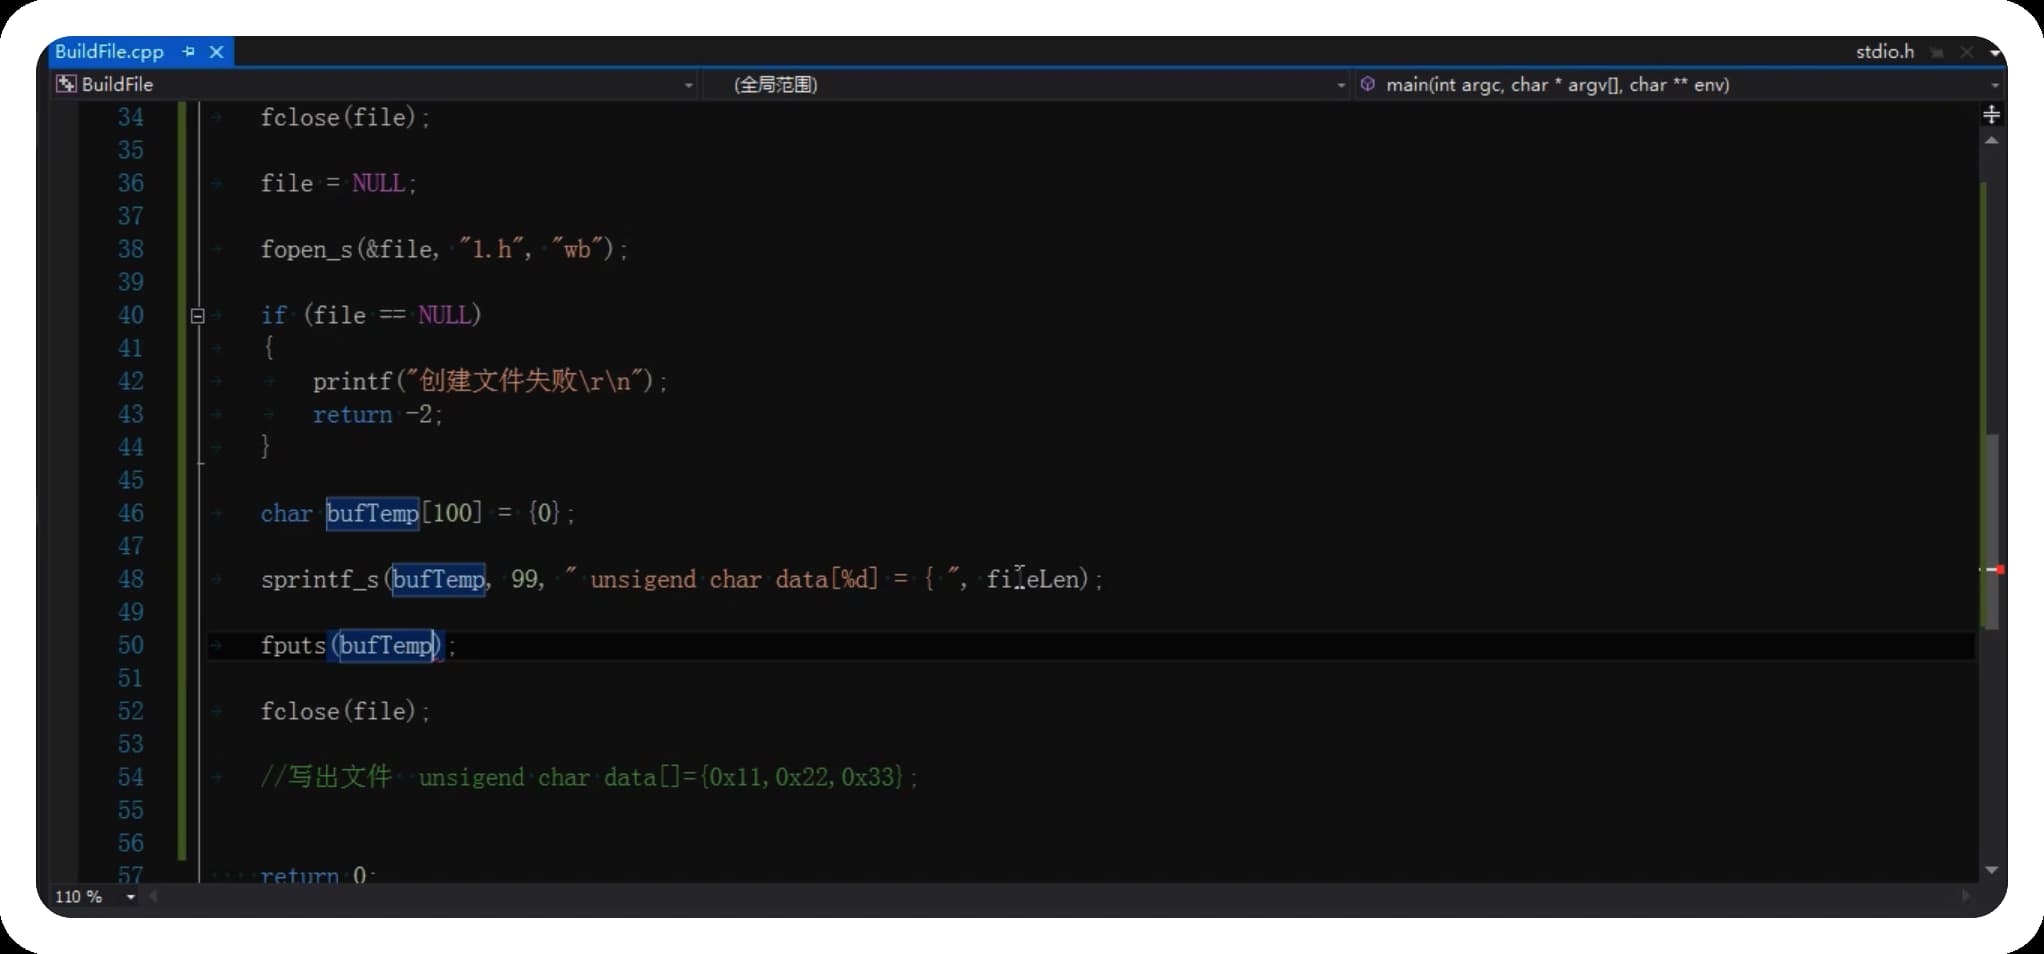 BuildFile.cpp
stdio.h
BuildFile
(全局范围)
main(int argc, char * argv[], char ** env)
34 fclose(file);
35
36 file = NULL;
37
38 fopen_s(&file, "1.h", "wb");
39
40 if (file == NULL)
41 {
42 printf("创建文件失败\r\n");
43 return -2;
44 }
45
46 char bufTemp[100] = {0};
47
48 sprintf_s(bufTemp, 99, " unsigend char data[%d] = { ", fileLen);
49
50 fputs(bufTemp);
51
52 fclose(file);
53
54 //写出文件 unsigend char data[]={0x11,0x22,0x33};
55
56
57 return 0;
110 %